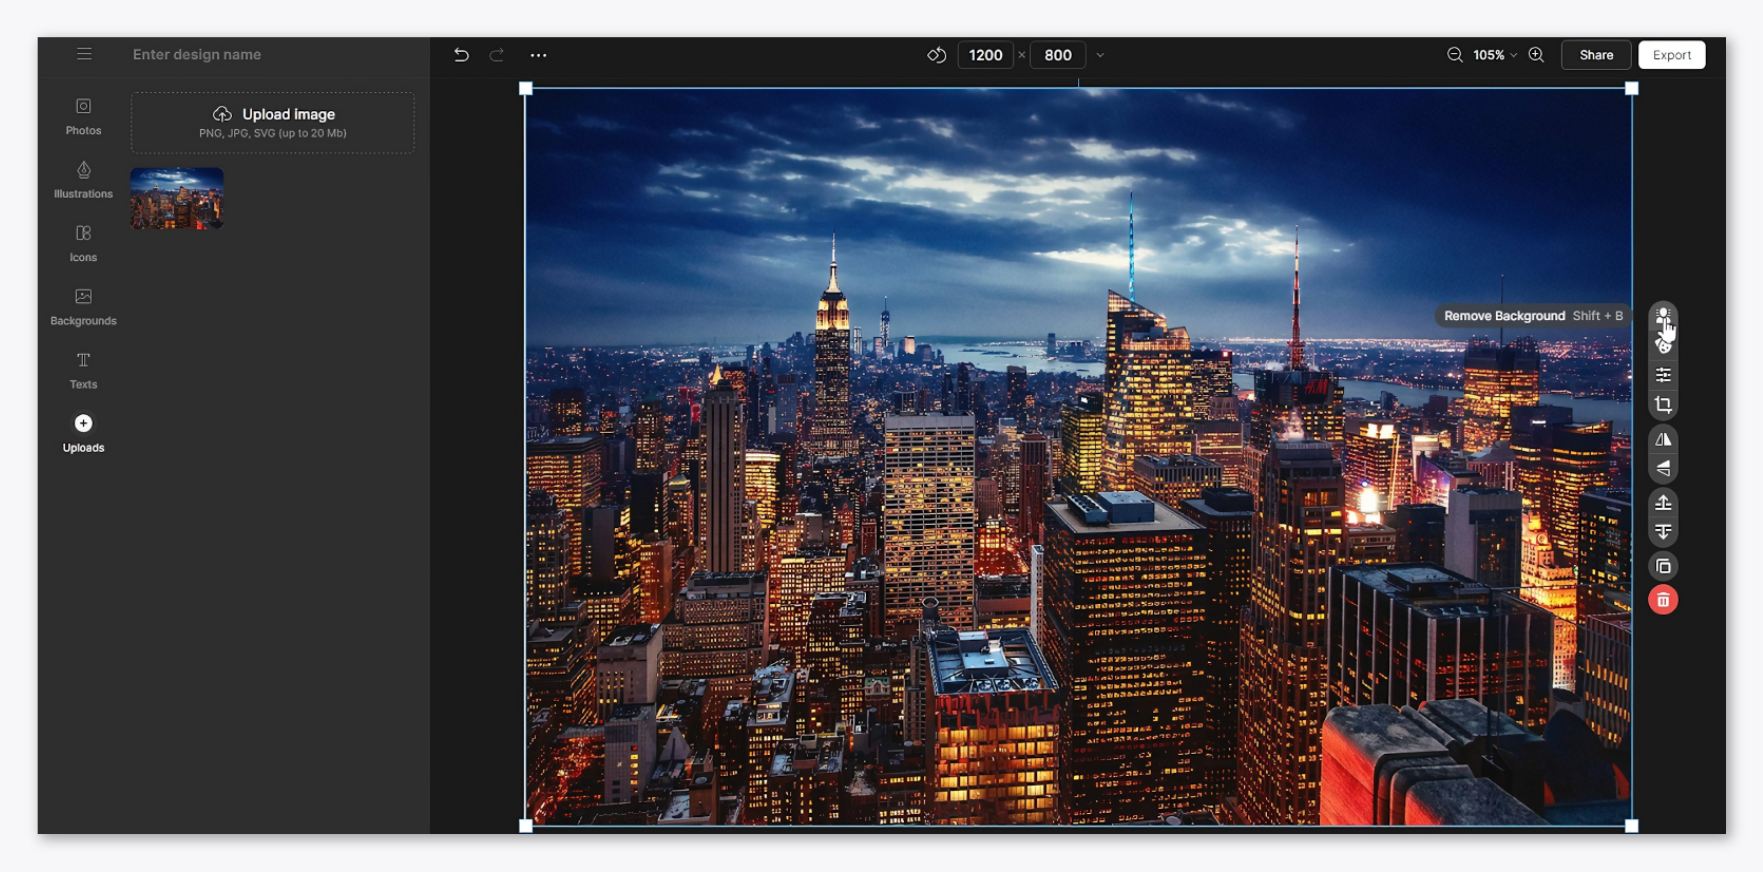 Enter design name
1200 × 800
105%
Share
Export
Photos
Illustrations
Icons
Backgrounds
Texts
Uploads
Upload image
PNG, JPG, SVG (up to 20 Mb)
Remove Background Shift + B
H&M